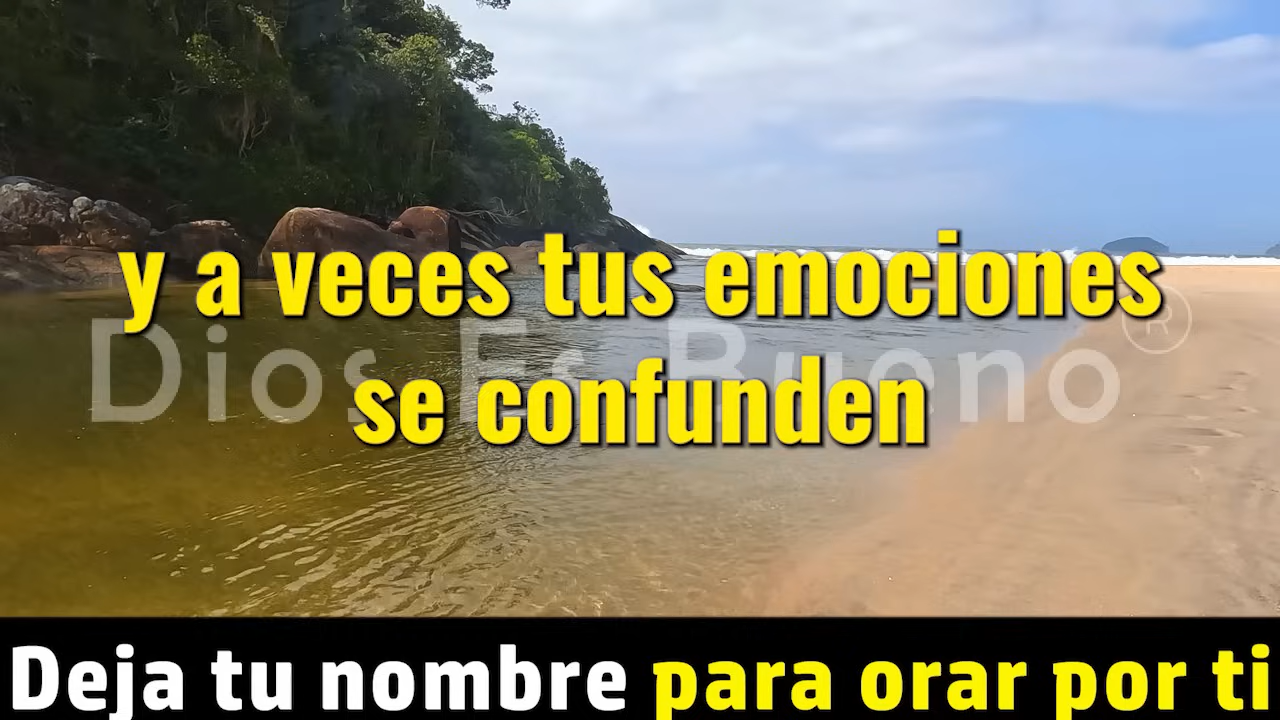 y a veces tus emociones
Dios Es Bueno ®
se confunden
Deja tu nombre para orar por ti